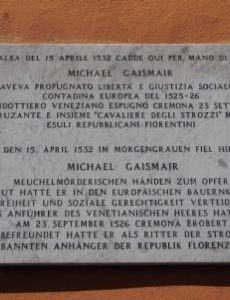 ALBA DEL 15 APRILE 1532 CADDE QUI PER MANO DI
MICHAEL GAISMAIR
AVEVA PROPUGNATO LIBERTÀ E GIUSTIZIA SOCIALE
CONTADINA EUROPEA DEL 1525-26
NDOTTIERO VENEZIANO ESPUGNÒ CREMONA 23 SETT
RUZANTE E INSIEME "CAVALIERE DEGLI STROZZI" M
ESULI REPUBBLICANI FIORENTINI
DEN 15. APRIL 1532 IM MORGENGRAUEN FIEL HI
MICHAEL GAISMAIR
MEUCHELMÖRDERISCHEN HÄNDEN ZUM OPFER
UT HATTE ER IN DEN EUROPÄISCHEN BAUERNK
REIHEIT UND SOZIALE GERECHTIGKEIT VERTEID
S ANFÜHRER DES VENETIANISCHEN HEERES HAT
AM 23. SEPTEMBER 1526 CREMONA EROBERT
BEFREUNDET HATTE ER ALS RITTER DER STRO
BANNTEN ANHÄNGER DER REPUBLIK FLORENZ